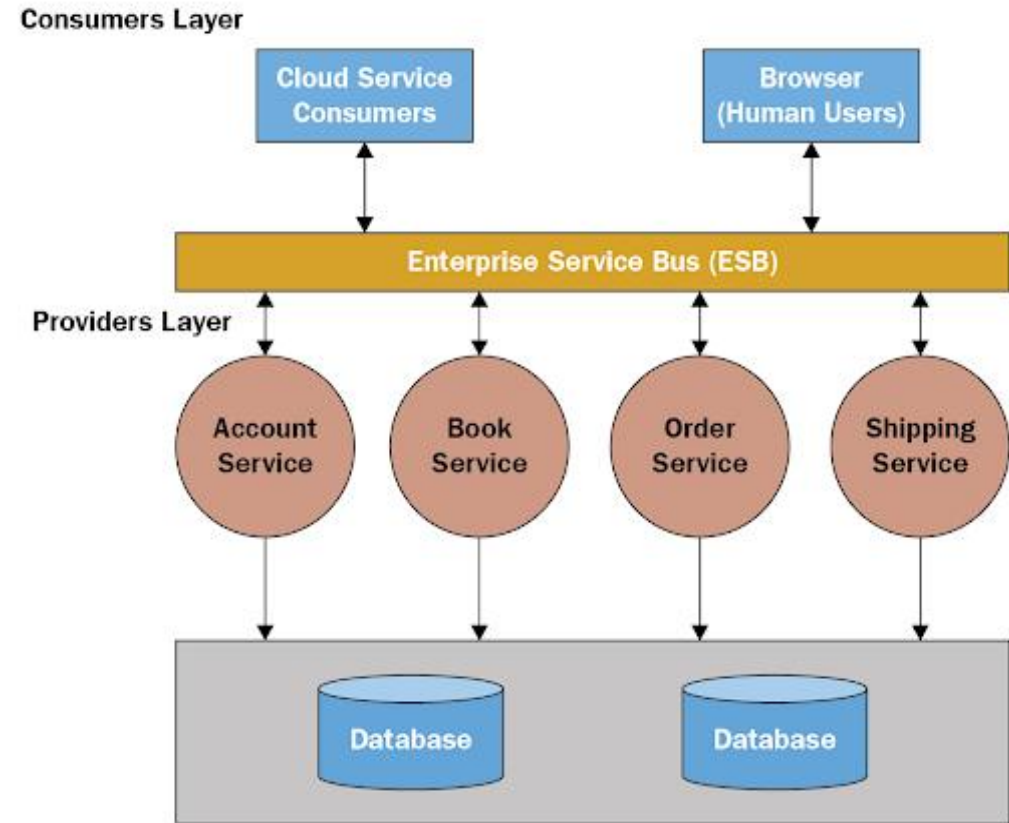 Consumers Layer
Cloud Service
Consumers
Browser
(Human Users)
Enterprise Service Bus (ESB)
Providers Layer
Account
Service
Book
Service
Order
Service
Shipping
Service
Database
Database